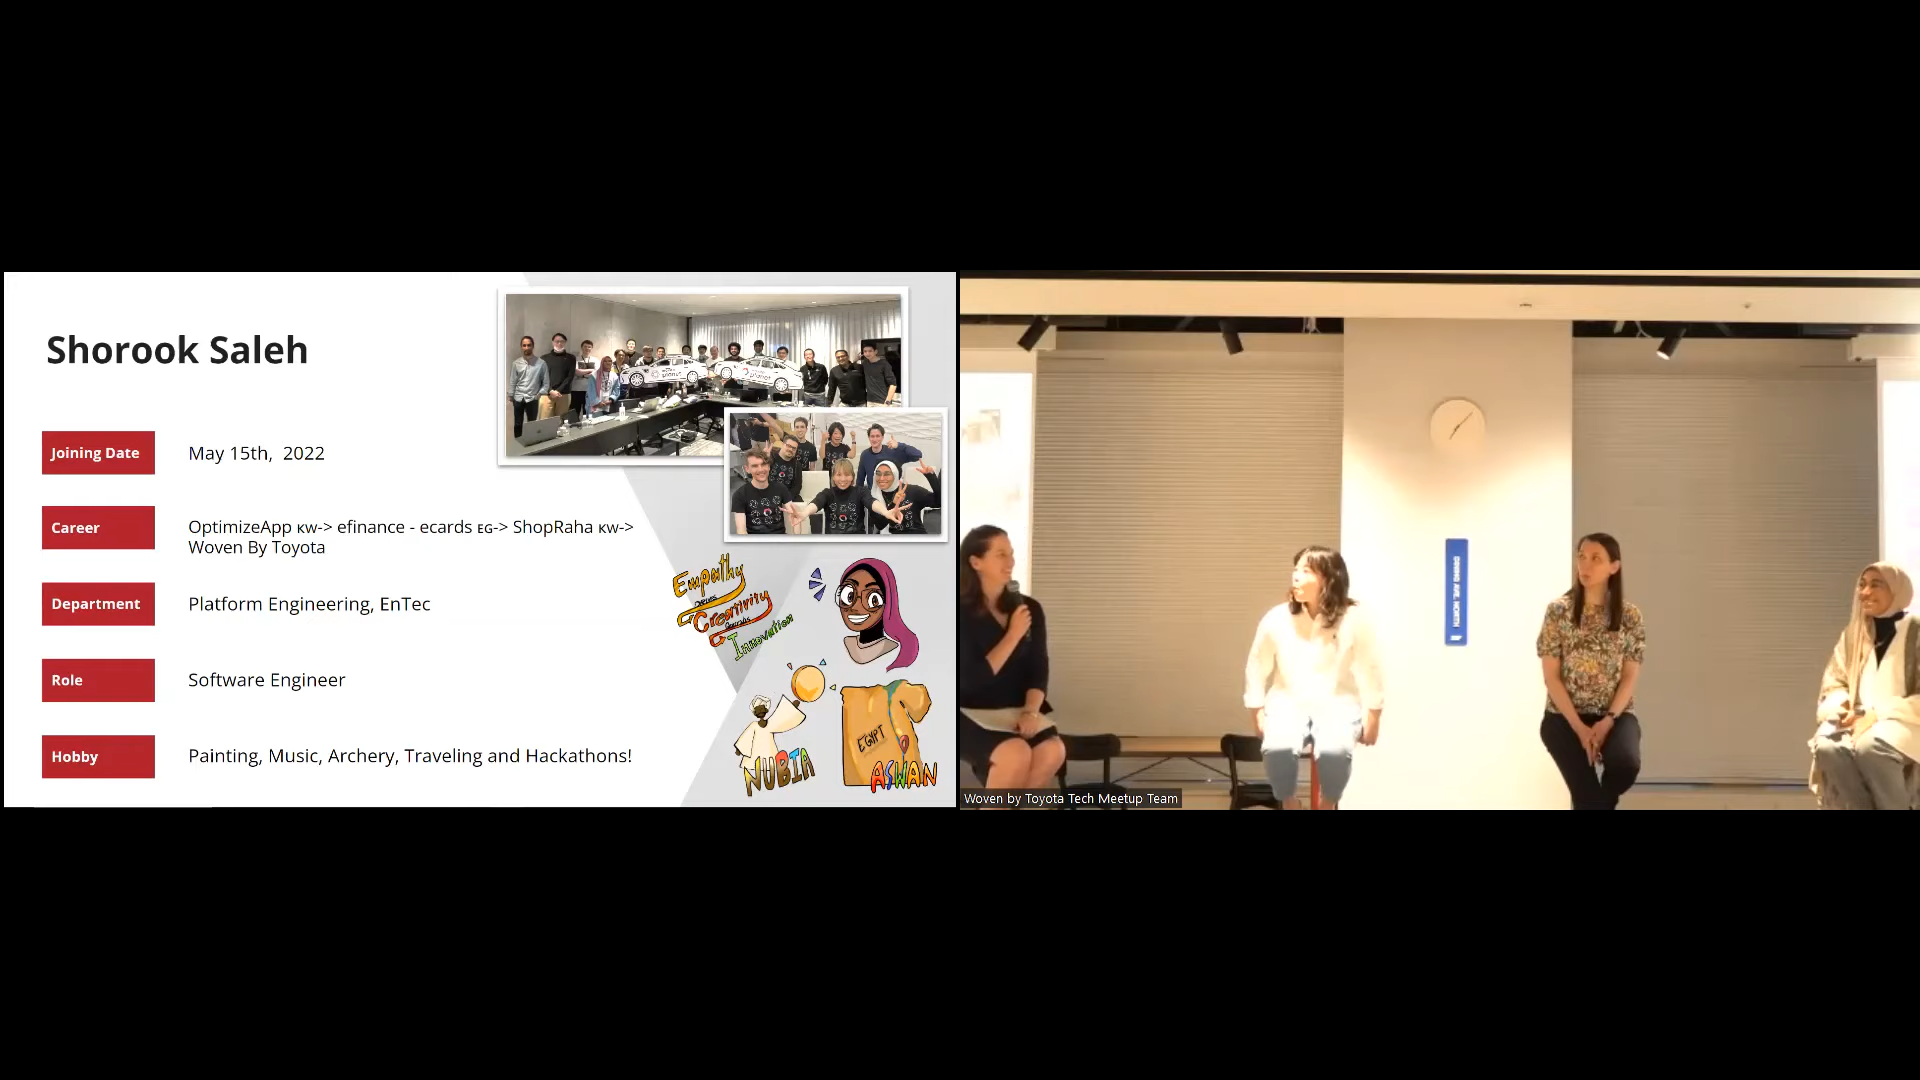 Shorook Saleh
Joining Date
May 15th, 2022
Career
OptimizeApp KW-> efinance - ecards EG-> ShopRaha KW->
Woven By Toyota
Department
Platform Engineering, EnTec
Role
Software Engineer
Hobby
Painting, Music, Archery, Traveling and Hackathons!
planet
planet
Empathy
Creativity
Innovation
NUBIA
EGYPT
ASWAN
Woven by Toyota Tech Meetup Team